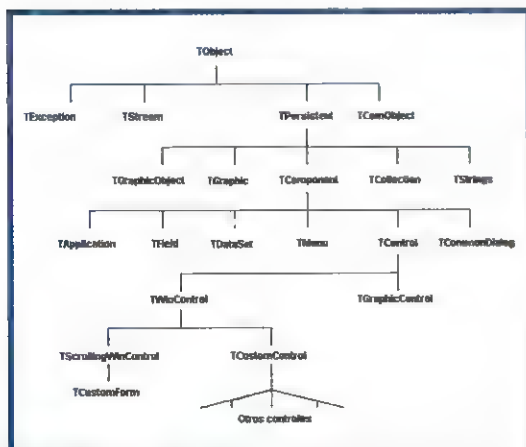 TObject
TException TStream TPersistent TComObject
TGraphicObject TGraphic TComponent TCollection TStrings
TApplication TField TDataSet TMenu TControl TCommonDialog
TWinControl TGraphicControl
TScrollingWinControl TCustomControl
TCustomForm
Otros controles